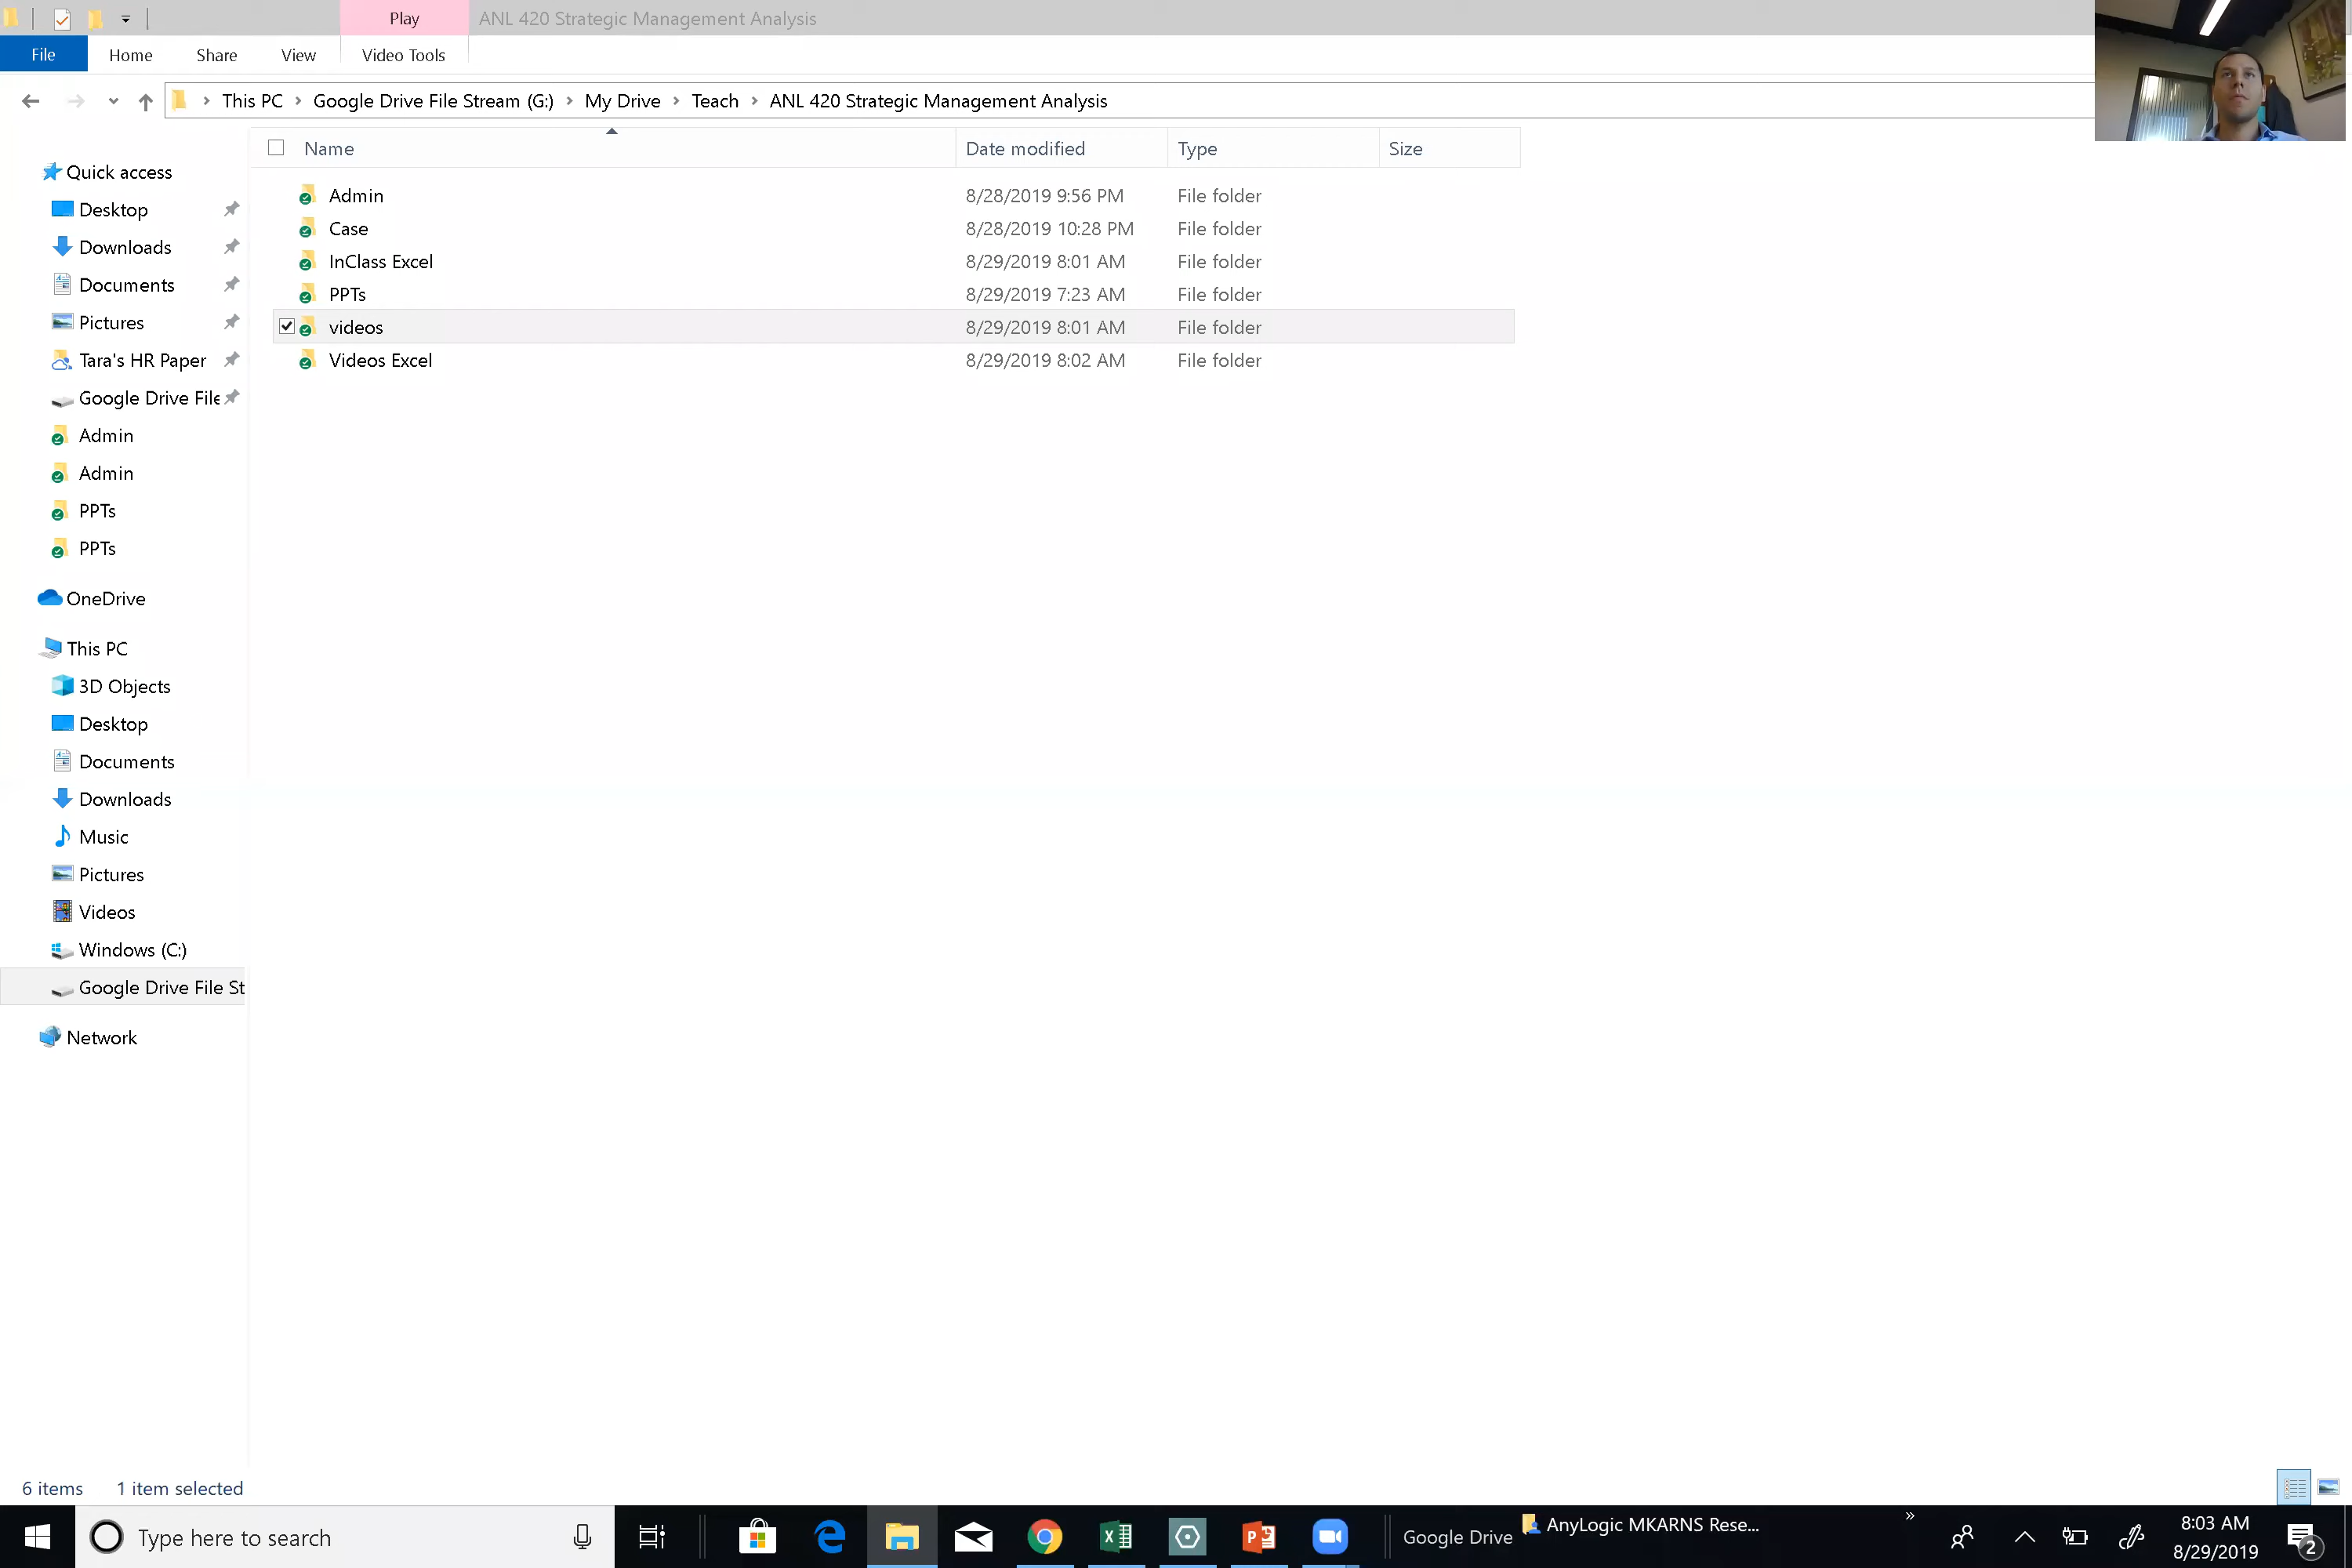 Play ANL 420 Strategic Management Analysis
File Home Share View Video Tools
This PC Google Drive File Stream (G:) My Drive Teach ANL 420 Strategic Management Analysis
Name Date modified Type Size
Quick access
Desktop
Downloads
Documents
Pictures
Tara's HR Paper
Google Drive File
Admin
Admin
PPTs
PPTs
OneDrive
This PC
3D Objects
Desktop
Documents
Downloads
Music
Pictures
Videos
Windows (C:)
Google Drive File St
Network
Admin 8/28/2019 9:56 PM File folder
Case 8/28/2019 10:28 PM File folder
InClass Excel 8/29/2019 8:01 AM File folder
PPTs 8/29/2019 7:23 AM File folder
videos 8/29/2019 8:01 AM File folder
Videos Excel 8/29/2019 8:02 AM File folder
6 items 1 item selected
Type here to search
Google Drive
AnyLogic MKARNS Rese...
»
8:03 AM
8/29/2019
2